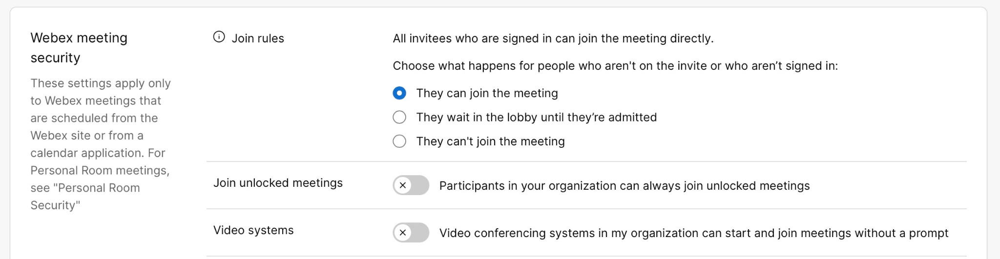 Webex meeting
security
These settings apply only
to Webex meetings that
are scheduled from the
Webex site or from a
calendar application. For
Personal Room meetings,
see "Personal Room
Security"
Join rules
All invitees who are signed in can join the meeting directly.
Choose what happens for people who aren't on the invite or who aren’t signed in:
They can join the meeting
They wait in the lobby until they’re admitted
They can't join the meeting
Join unlocked meetings
Participants in your organization can always join unlocked meetings
Video systems
Video conferencing systems in my organization can start and join meetings without a prompt